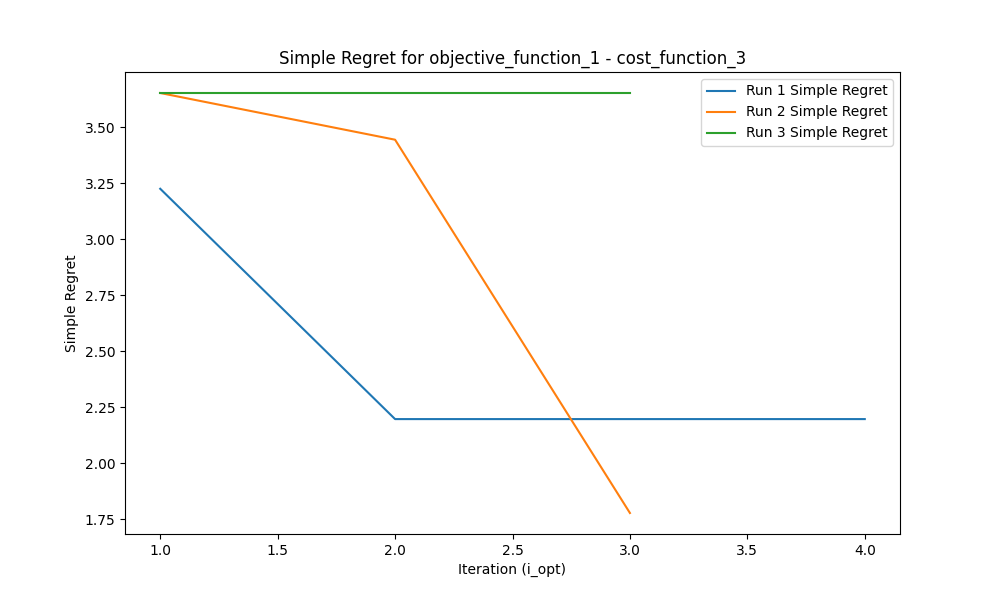 Simple Regret for objective_function_1 - cost_function_3
Run 1 Simple Regret
Run 2 Simple Regret
Run 3 Simple Regret
Simple Regret
3.50
3.25
3.00
2.75
2.50
2.25
2.00
1.75
1.0 1.5 2.0 2.5 3.0 3.5 4.0
Iteration (i_opt)